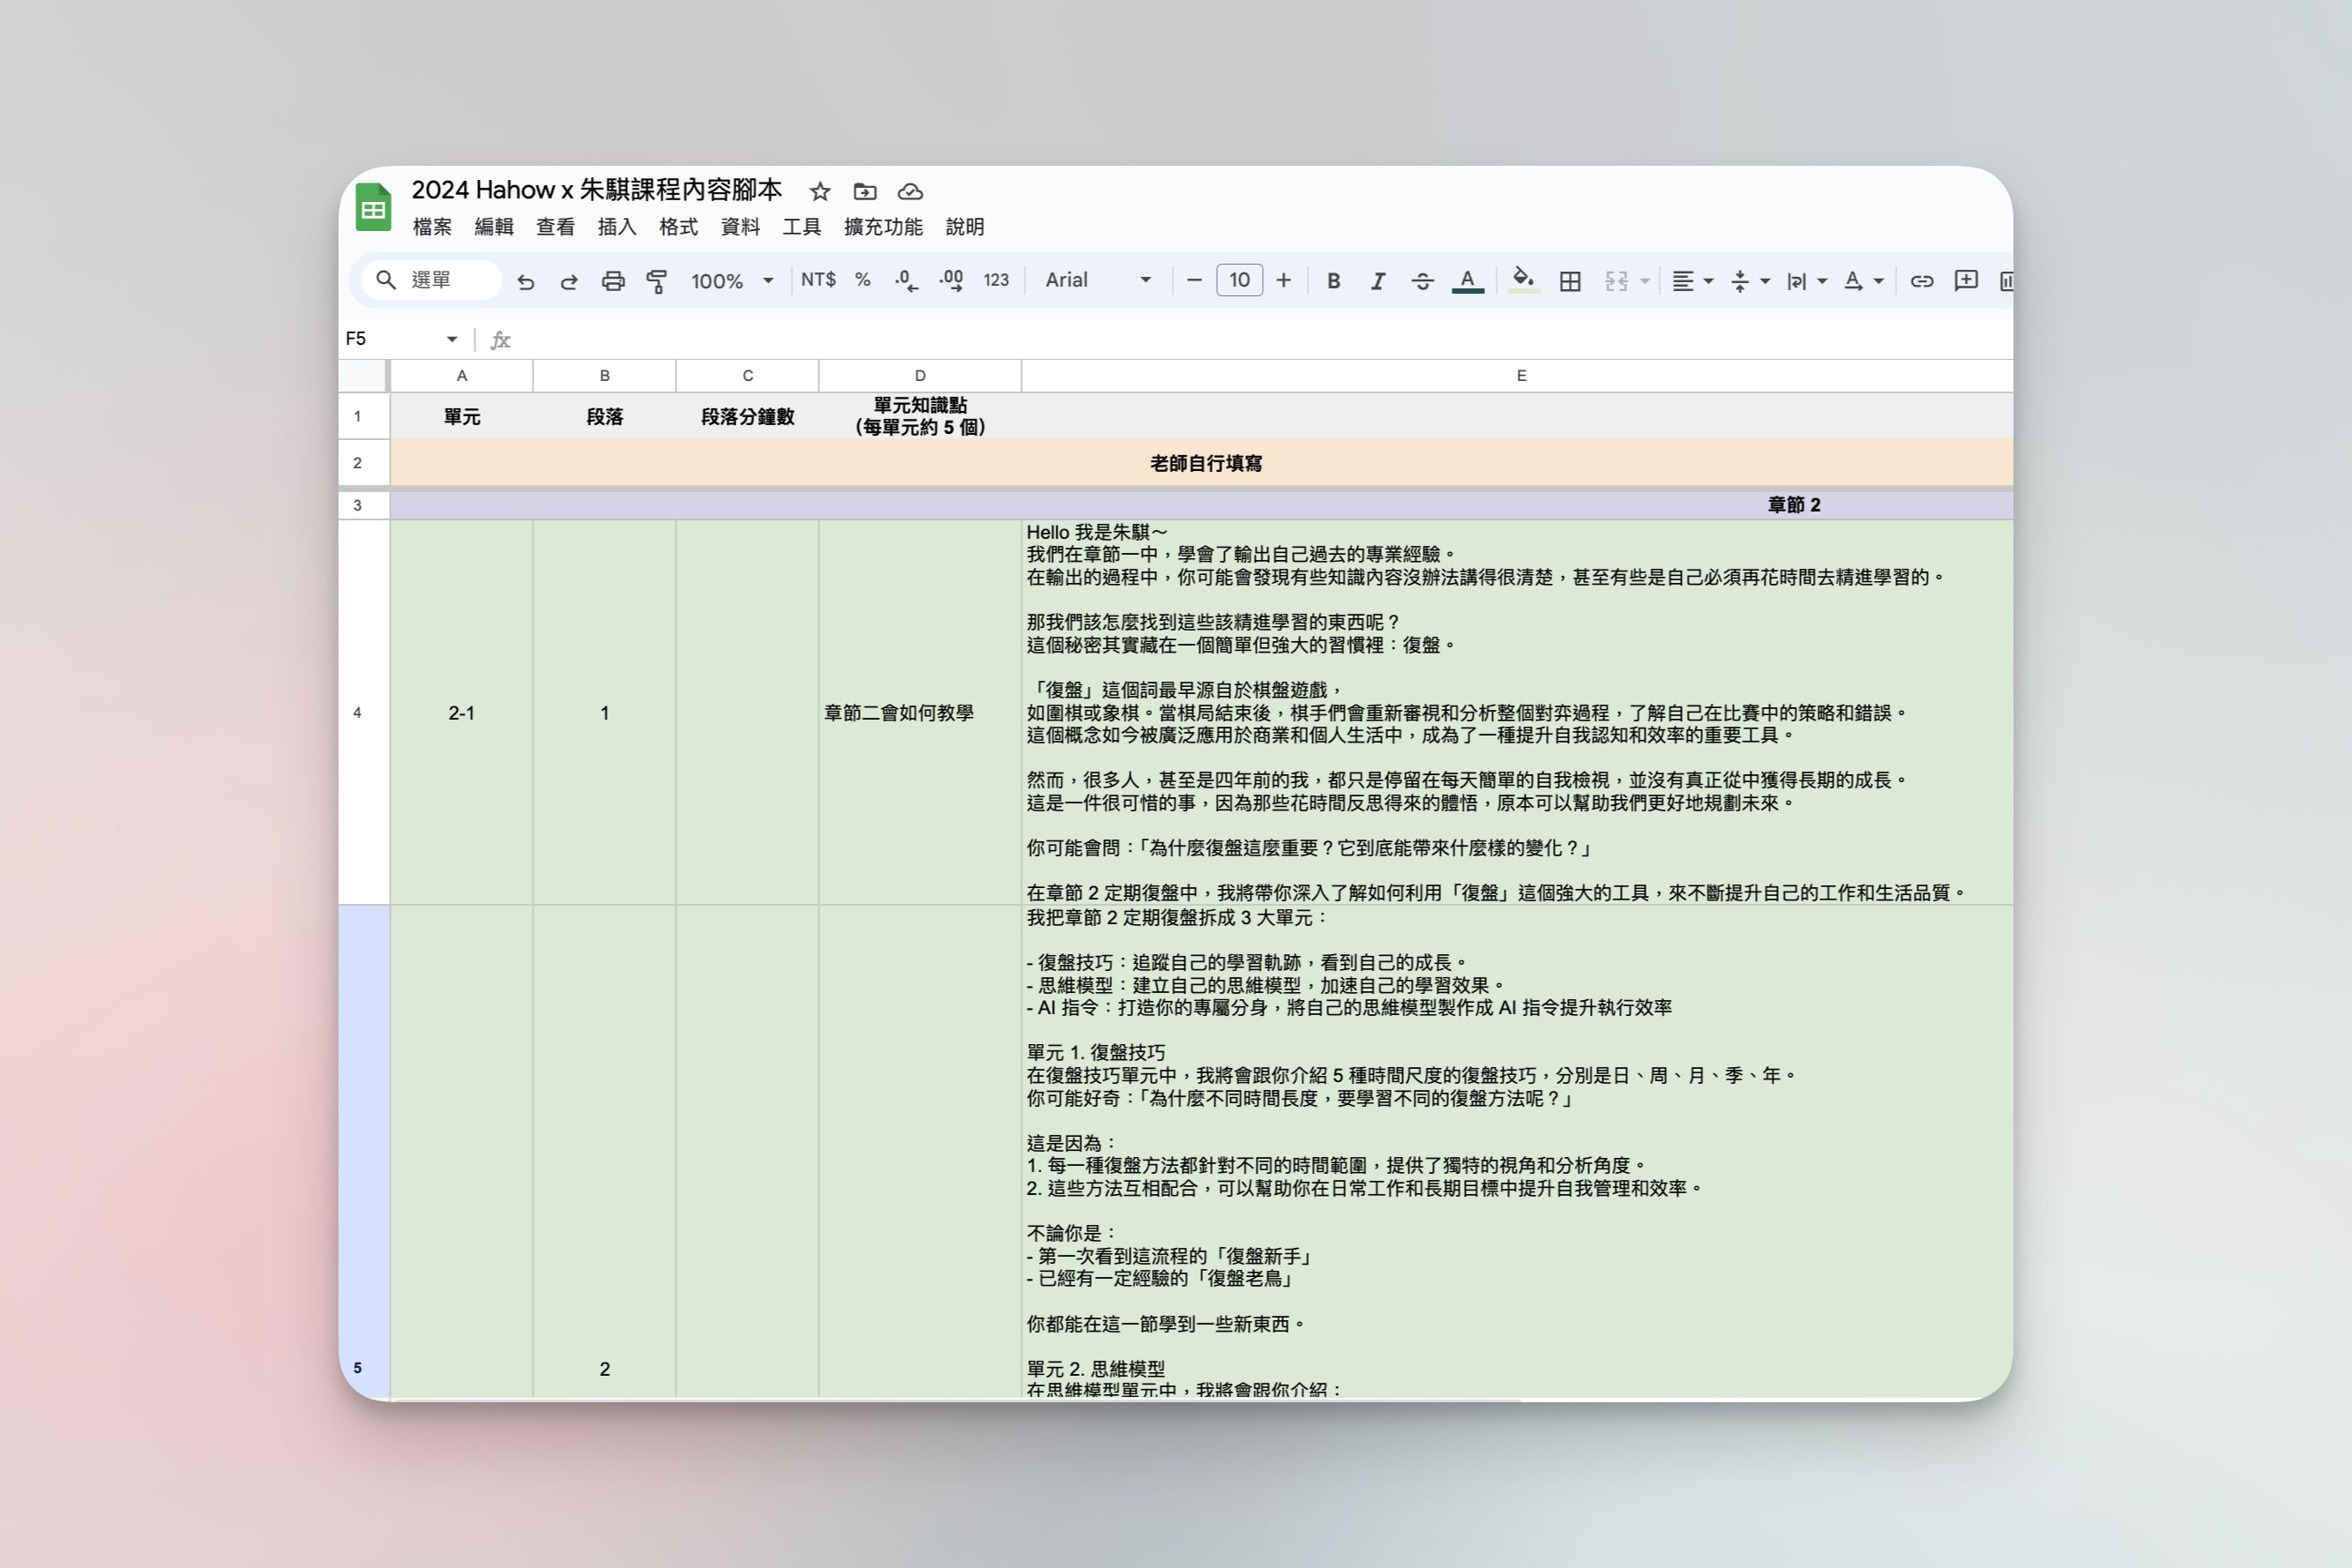 2024 Hahow x 朱騏課程內容腳本
檔案 編輯 查看 插入 格式 資料 工具 擴充功能 說明
選單 100% NT$ % .0 .00 123 Arial 10 B I A A
F5 fx
A B C D E
1 單元 段落 段落分鐘數 單元知識點
（每單元約 5 個）
2 老師自行填寫
3 章節 2
4 2-1 1 章節二會如何教學
Hello 我是朱騏～
我們在章節一中，學會了輸出自己過去的專業經驗。
在輸出的過程中，你可能會發現有些知識內容沒辦法講得很清楚，甚至有些是自己必須再花時間去精進學習的。
那我們該怎麼找到這些該精進學習的東西呢？
這個秘密其實藏在一個簡單但強大的習慣裡：復盤。
「復盤」這個詞最早源自於棋盤遊戲，
如圍棋或象棋。當棋局結束後，棋手們會重新審視和分析整個對弈過程，了解自己在比賽中的策略和錯誤。
這個概念如今被廣泛應用於商業和個人生活中，成為了一種提升自我認知和效率的重要工具。
然而，很多人，甚至是四年前的我，都只是停留在每天簡單的自我檢視，並沒有真正從中獲得長期的成長。
這是一件很可惜的事，因為那些花時間反思得來的體悟，原本可以幫助我們更好地規劃未來。
你可能會問：「為什麼復盤這麼重要？它到底能帶來什麼樣的變化？」
在章節 2 定期復盤中，我將帶你深入了解如何利用「復盤」這個強大的工具，來不斷提升自己的工作和生活品質。
5 2
我把章節 2 定期復盤拆成 3 大單元：
- 復盤技巧：追蹤自己的學習軌跡，看到自己的成長。
- 思維模型：建立自己的思維模型，加速自己的學習效果。
- AI 指令：打造你的專屬分身，將自己的思維模型製作成 AI 指令提升執行效率
單元 1. 復盤技巧
在復盤技巧單元中，我將會跟你介紹 5 種時間尺度的復盤技巧，分別是日、周、月、季、年。
你可能好奇：「為什麼不同時間長度，要學習不同的復盤方法呢？」
這是因為：
1. 每一種復盤方法都針對不同的時間範圍，提供了獨特的視角和分析角度。
2. 這些方法互相配合，可以幫助你在日常工作和長期目標中提升自我管理和效率。
不論你是：
- 第一次看到這流程的「復盤新手」
- 已經有一定經驗的「復盤老鳥」
你都能在這一節學到一些新東西。
單元 2. 思維模型
在思維模型單元中，我將會跟你介紹：